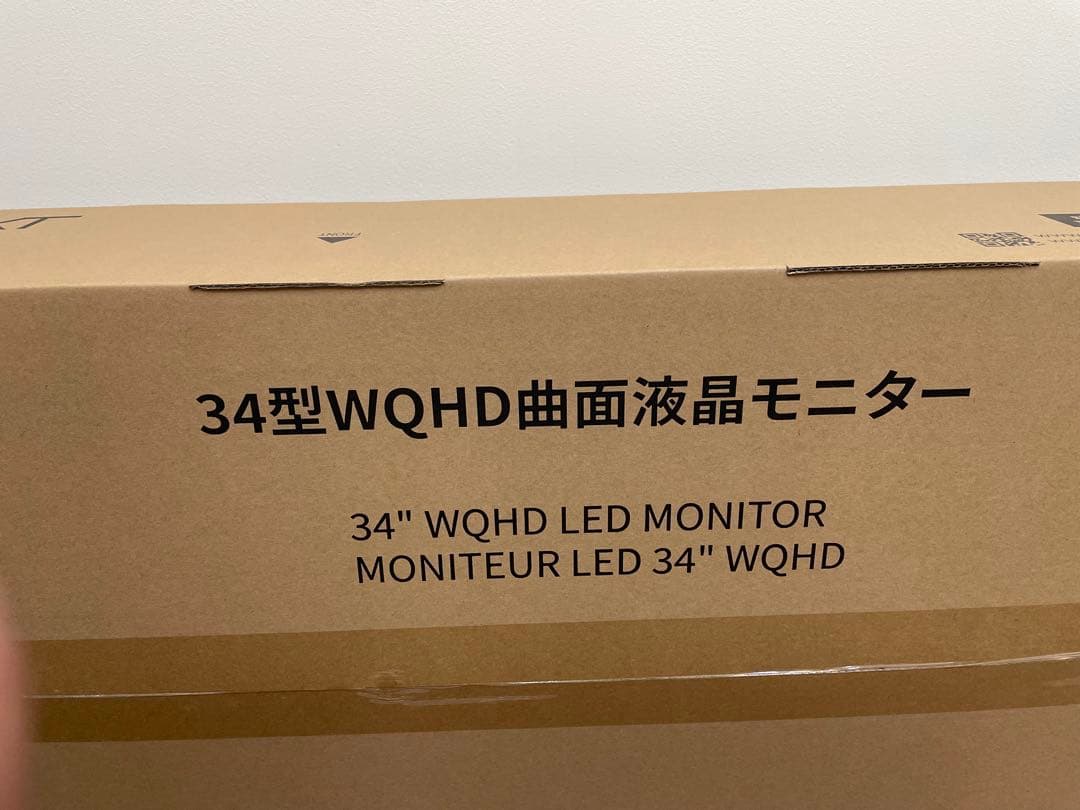 FRONT
34型WQHD曲面液晶モニター
34" WQHD LED MONITOR
MONITEUR LED 34" WQHD